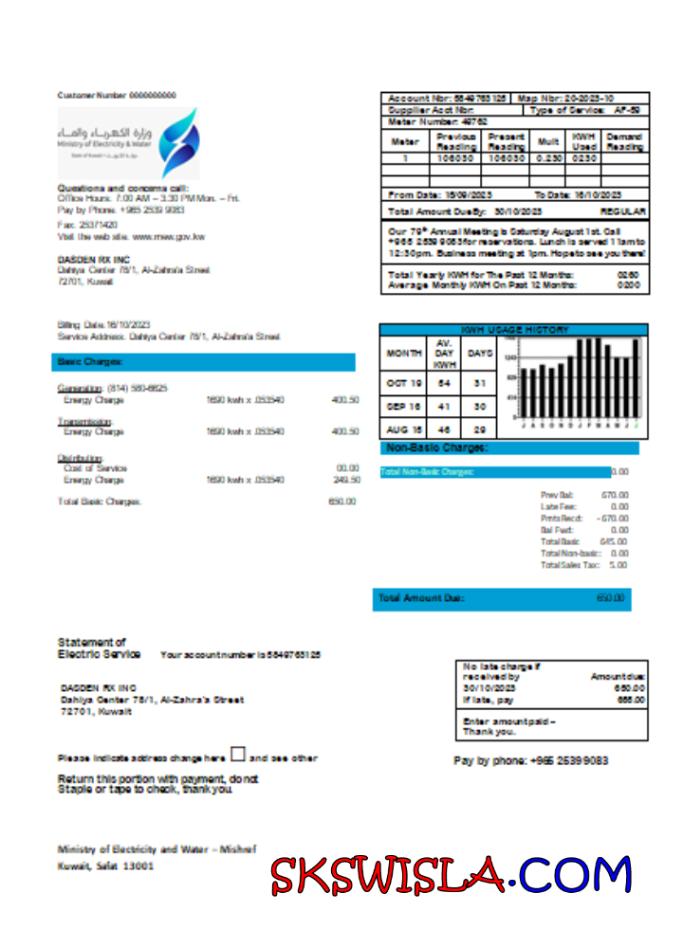 Customer Number 0000000000
وزارة الكهرباء والماء
Ministry of Electricity & Water
Questions and concerns call:
Office Hours. 7:00 AM – 3.30 PM Mon. – Fri.
Pay by Phone. +965 2539 9083
Fax. 25371420
Visit the web site. www.mew.gov.kw
DASDEN RX INC
Dahiya Center 78/1, Al-Zahra'a Street
72701, Kuwait
Account Nbr: 5849763125 Map Nbr: 20-2023-10
Supplier Acct Nbr: Type of Service: AF-59
Meter Number: 49762
Meter Previous Reading Present Reading Mult KWH Used Demand Reading
1 106030 106030 0.230 0230
From Date: 15/09/2023 To Date: 16/10/2023
Total Amount Due By: 30/10/2023 REGULAR
Our 79th Annual Meeting is Saturday August 1st. Call
+965 2539 9083 for reservations. Lunch is served 11am to
12:30pm. Business meeting at 1pm. Hope to see you there!
Total Yearly KWH for The Past 12 Months: 0260
Average Monthly KWH On Past 12 Months: 0200
Billing Date. 16/10/2023
Service Address. Dahiya Center 78/1, Al-Zahra'a Street
Basic Charges:
Generation: (814) 580-6625
Energy Charge 1690 kwh x .053540 400.50
Transmission:
Energy Charge 1690 kwh x .053540 400.50
Distribution:
Cost of Service 00.00
Energy Charge 1690 kwh x .053540 249.50
Total Basic Charges. 650.00
KWH USAGE HISTORY
MONTH AV. DAY KWH DAYS
OCT 19 54 31
SEP 16 41 30
AUG 15 46 29
J A S O N D J F M A M J J
Non-Basic Charges:
Total Non-Basic Charges: 0.00
Prev Bal: 670.00
Late Fee: 0.00
Pmts Recd: -670.00
Bal Fwd: 0.00
Total Basic 645.00
Total Non-basic: 0.00
Total Sales Tax: 5.00
Total Amount Due: 650.00
Statement of
Electric Service Your account number is 5849763125
DASDEN RX INC
Dahiya Center 78/1, Al-Zahra'a Street
72701, Kuwait
No late charge if
received by Amount due:
30/10/2023 650.00
If late, pay
Enter amount paid –
Thank you.
Please indicate address change here and see other
Return this portion with payment, do not
Staple or tape to check, thank you.
Pay by phone: +965 2539 9083
Ministry of Electricity and Water – Mishref
Kuwait, Safat 13001
SKSWISLA.COM